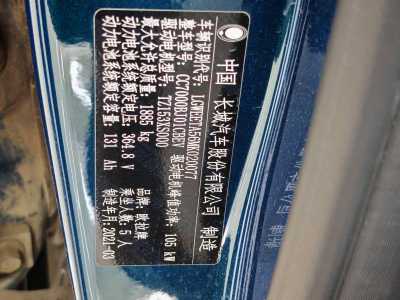 中国 长城汽车股份有限公司 制造
车辆识别代号: LGWEEUA56MK020077
整车型号: CC7000BJ01CBEV 驱动电机峰值功率: 105 kW
驱动电机型号: TZ153XS000
最大允许总质量: 1885 kg 乘坐人数: 5 人
动力电池系统额定电压: 364.8 V 品牌: 欧拉牌
动力电池系统额定容量: 131 Ah 制造年月: 2021-03